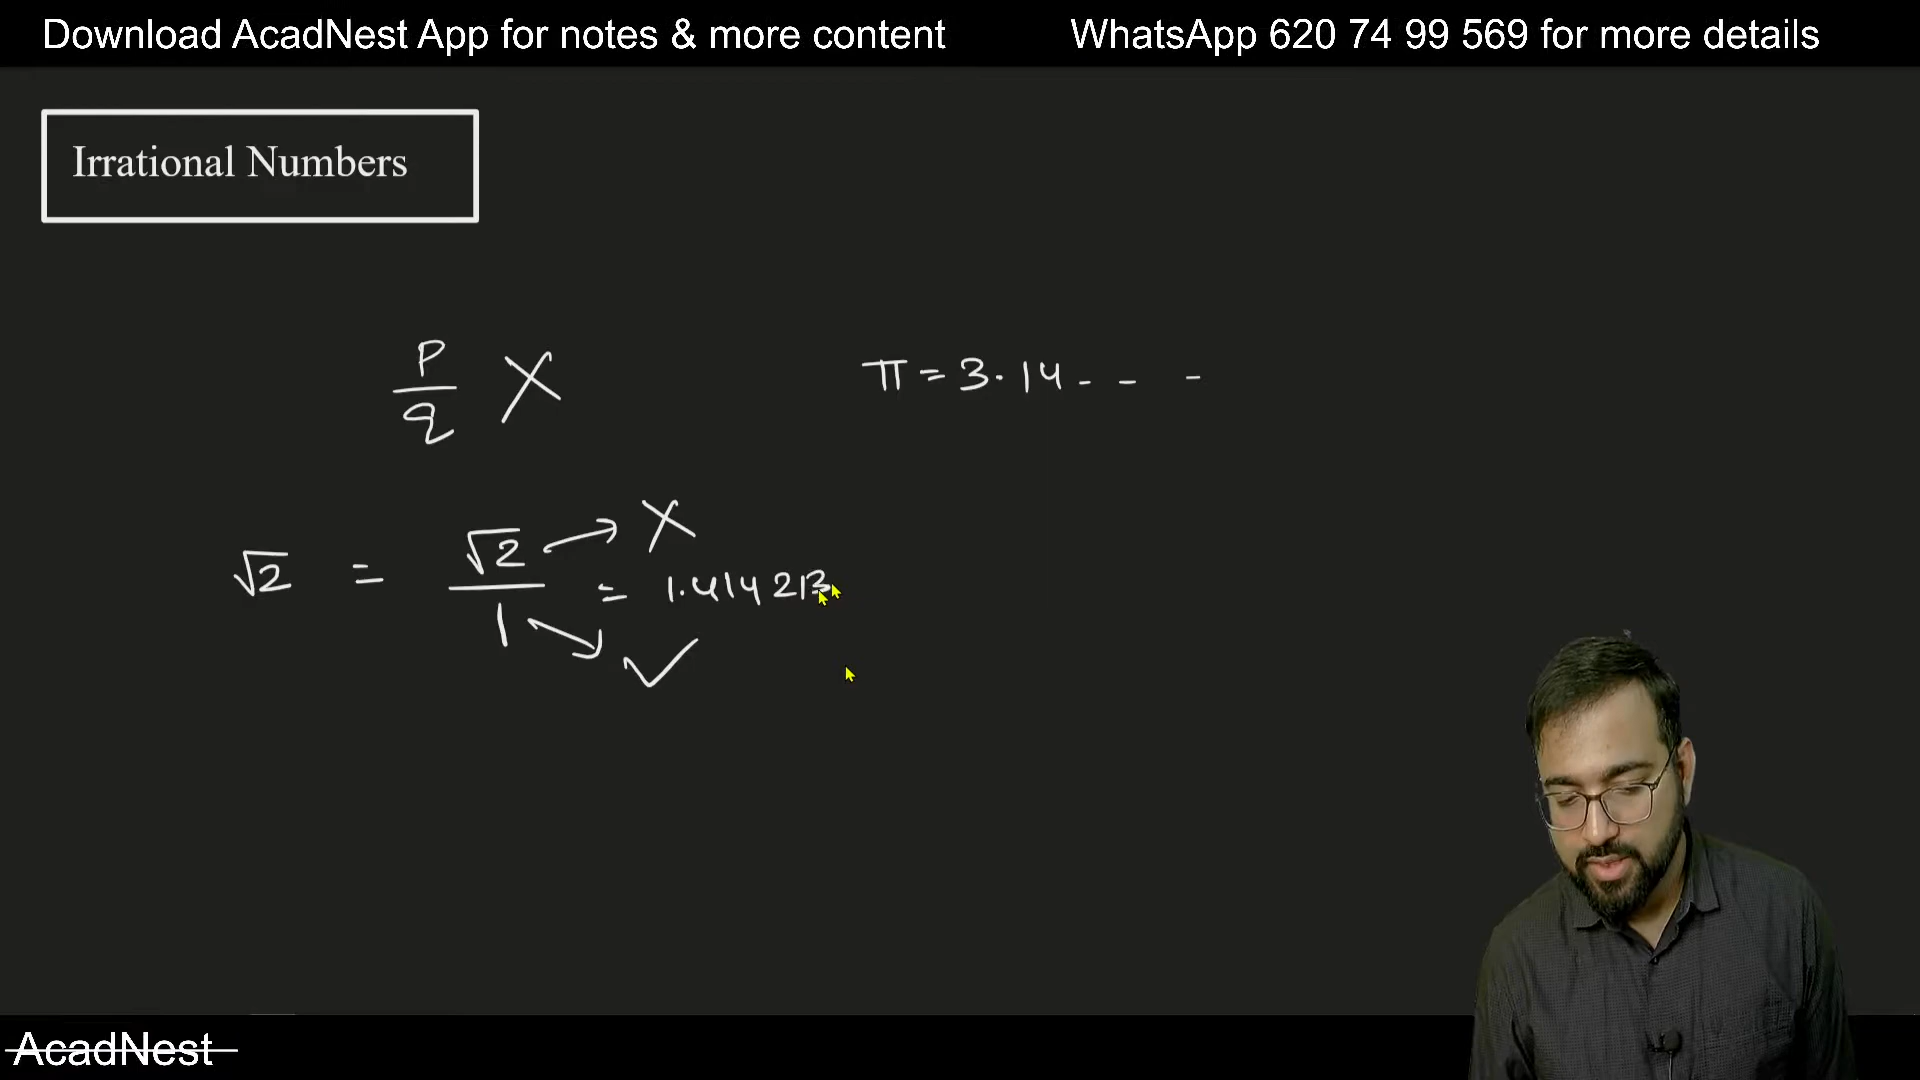 Download AcadNest App for notes & more content
WhatsApp 620 74 99 569 for more details
Irrational Numbers
p/q X
π = 3.14 - - -
√2 = √2/1 = 1.414213
→ X
→ ✓
AcadNest